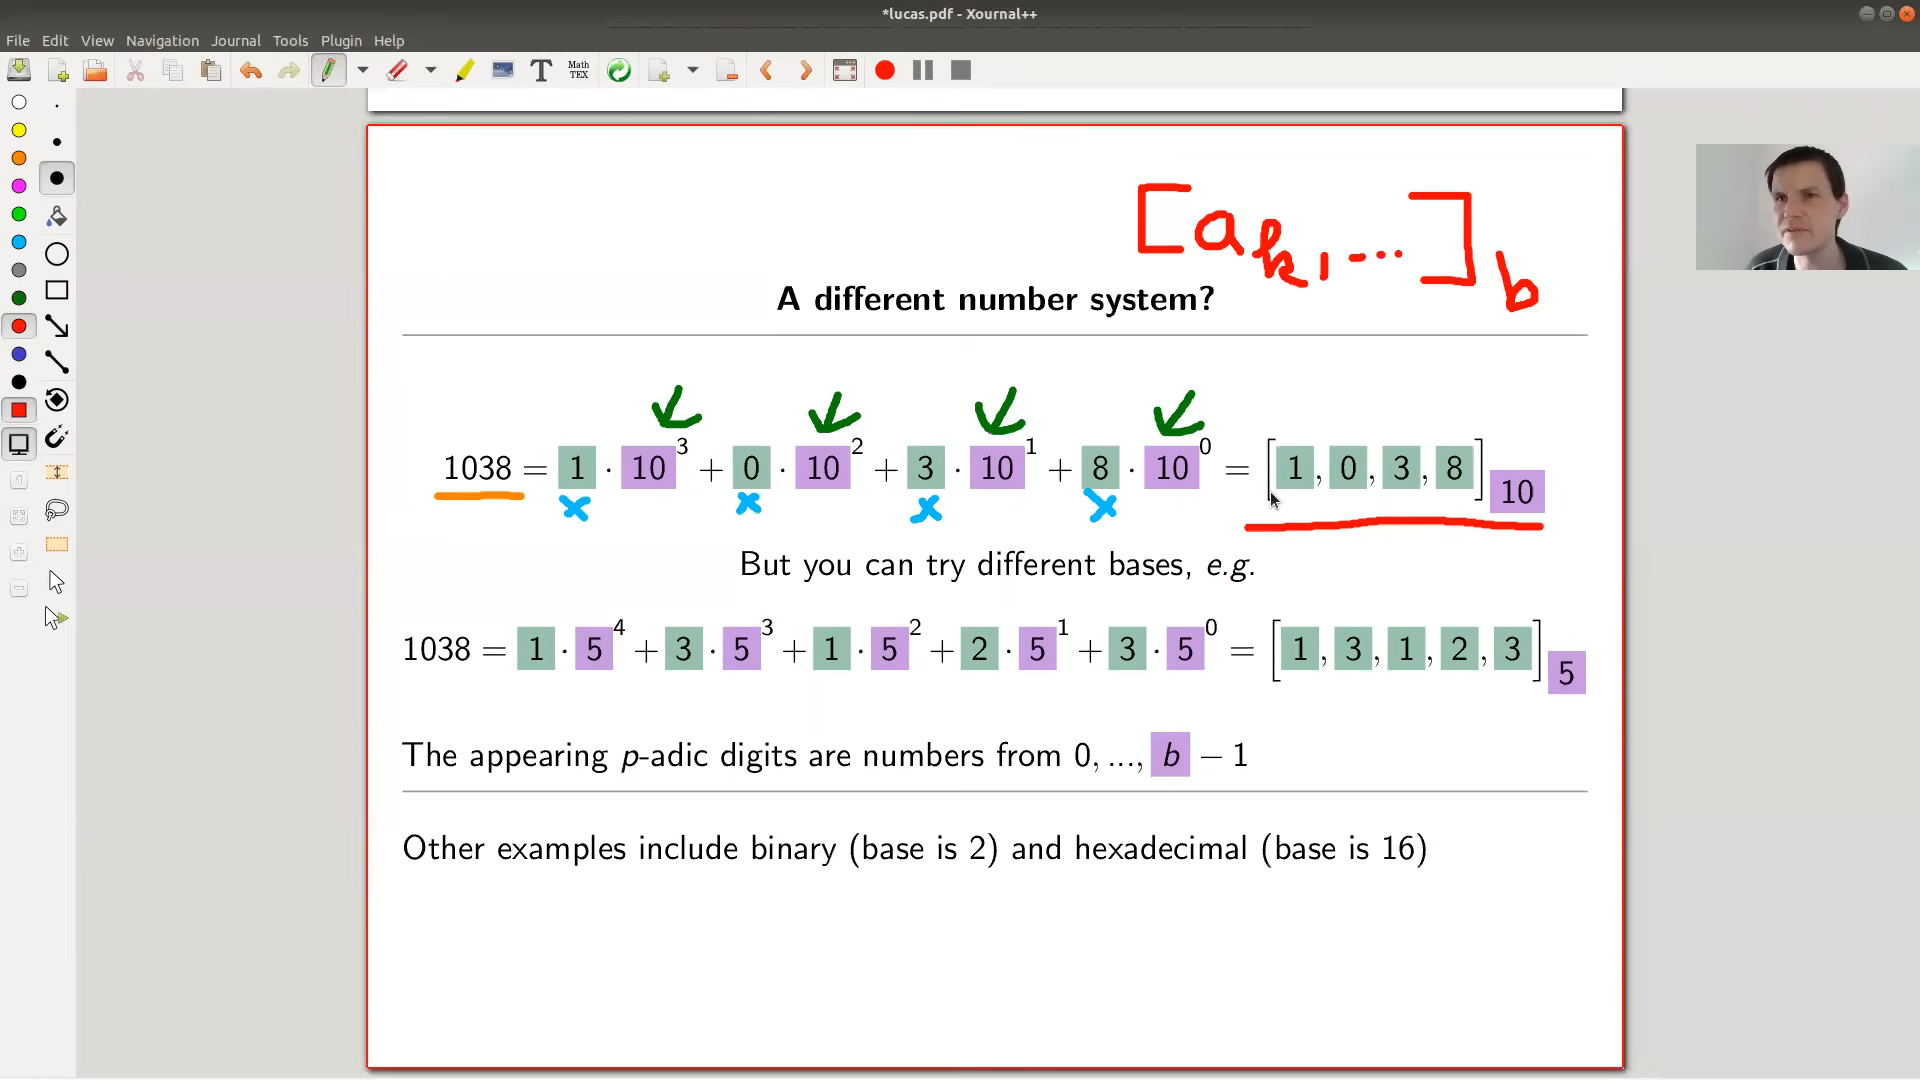 *lucas.pdf - Xournal++
File Edit View Navigation Journal Tools Plugin Help
T Math TEX
[a_k, ...]_b
A different number system?
1038 = 1 · 10^3 + 0 · 10^2 + 3 · 10^1 + 8 · 10^0 = [1, 0, 3, 8]_10
But you can try different bases, e.g.
1038 = 1 · 5^4 + 3 · 5^3 + 1 · 5^2 + 2 · 5^1 + 3 · 5^0 = [1, 3, 1, 2, 3]_5
The appearing p-adic digits are numbers from 0, ..., b − 1
Other examples include binary (base is 2) and hexadecimal (base is 16)